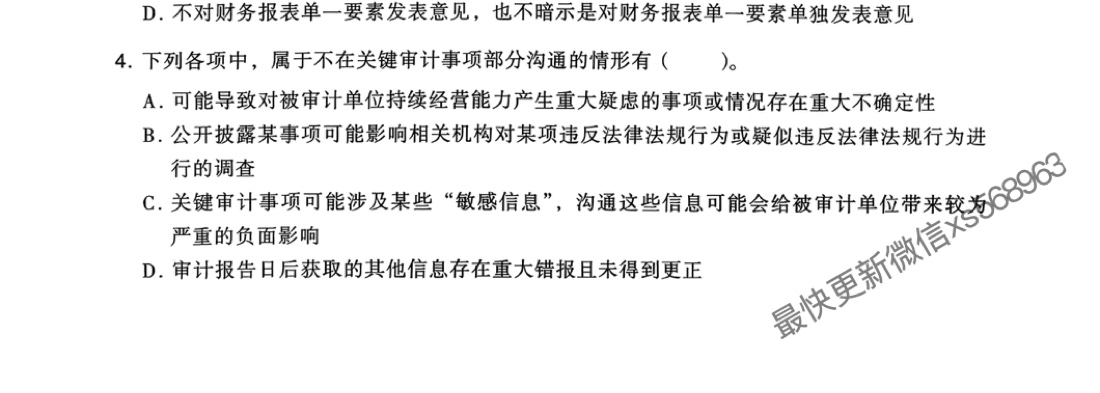 D. 不对财务报表单一要素发表意见，也不暗示是对财务报表单一要素单独发表意见
4. 下列各项中，属于不在关键审计事项部分沟通的情形有（　　）。
A. 可能导致对被审计单位持续经营能力产生重大疑虑的事项或情况存在重大不确定性
B. 公开披露某事项可能影响相关机构对某项违反法律法规行为或疑似违反法律法规行为进
行的调查
C. 关键审计事项可能涉及某些“敏感信息”，沟通这些信息可能会给被审计单位带来较为
严重的负面影响
D. 审计报告日后获取的其他信息存在重大错报且未得到更正
最快更新微信xs568963